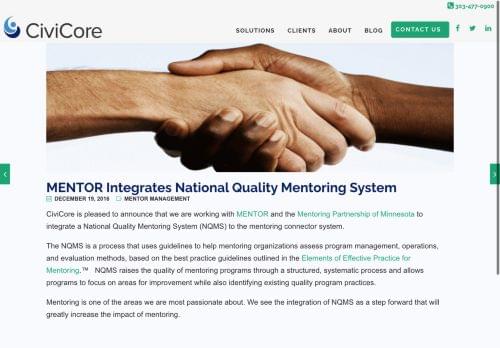 303-477-0900
CiviCore
SOLUTIONS CLIENTS ABOUT BLOG CONTACT US
MENTOR Integrates National Quality Mentoring System
DECEMBER 19, 2016 MENTOR MANAGEMENT
CiviCore is pleased to announce that we are working with MENTOR and the Mentoring Partnership of Minnesota to
integrate a National Quality Mentoring System (NQMS) to the mentoring connector system.
The NQMS is a process that uses guidelines to help mentoring organizations assess program management, operations,
and evaluation methods, based on the best practice guidelines outlined in the Elements of Effective Practice for
Mentoring.™ NQMS raises the quality of mentoring programs through a structured, systematic process and allows
programs to focus on areas for improvement while also identifying existing quality program practices.
Mentoring is one of the areas we are most passionate about. We see the integration of NQMS as a step forward that will
greatly increase the impact of mentoring.